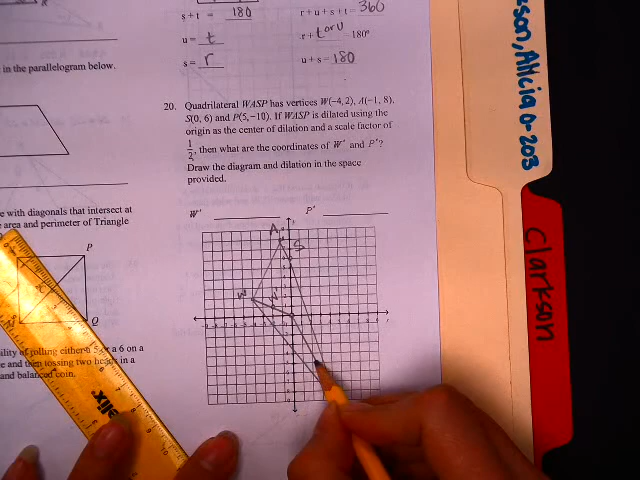 s + t = 180
r + u + s + t = 360
u = t
r + t or u = 180°
s = r
u + s = 180
in the parallelogram below.
20. Quadrilateral WASP has vertices W(−4, 2), A(−1, 8),
S(0, 6) and P(5, −10). If WASP is dilated using the
origin as the center of dilation and a scale factor of
1/2, then what are the coordinates of W' and P'?
Draw the diagram and dilation in the space
provided.
W' P'
e with diagonals that intersect at
area and perimeter of Triangle
P
Q
A
S
W
W'
ility of rolling either a 5 or a 6 on a
e and then tossing two heads in a
and balanced coin.
Helix
son, Alicia 0-203
Clarkson